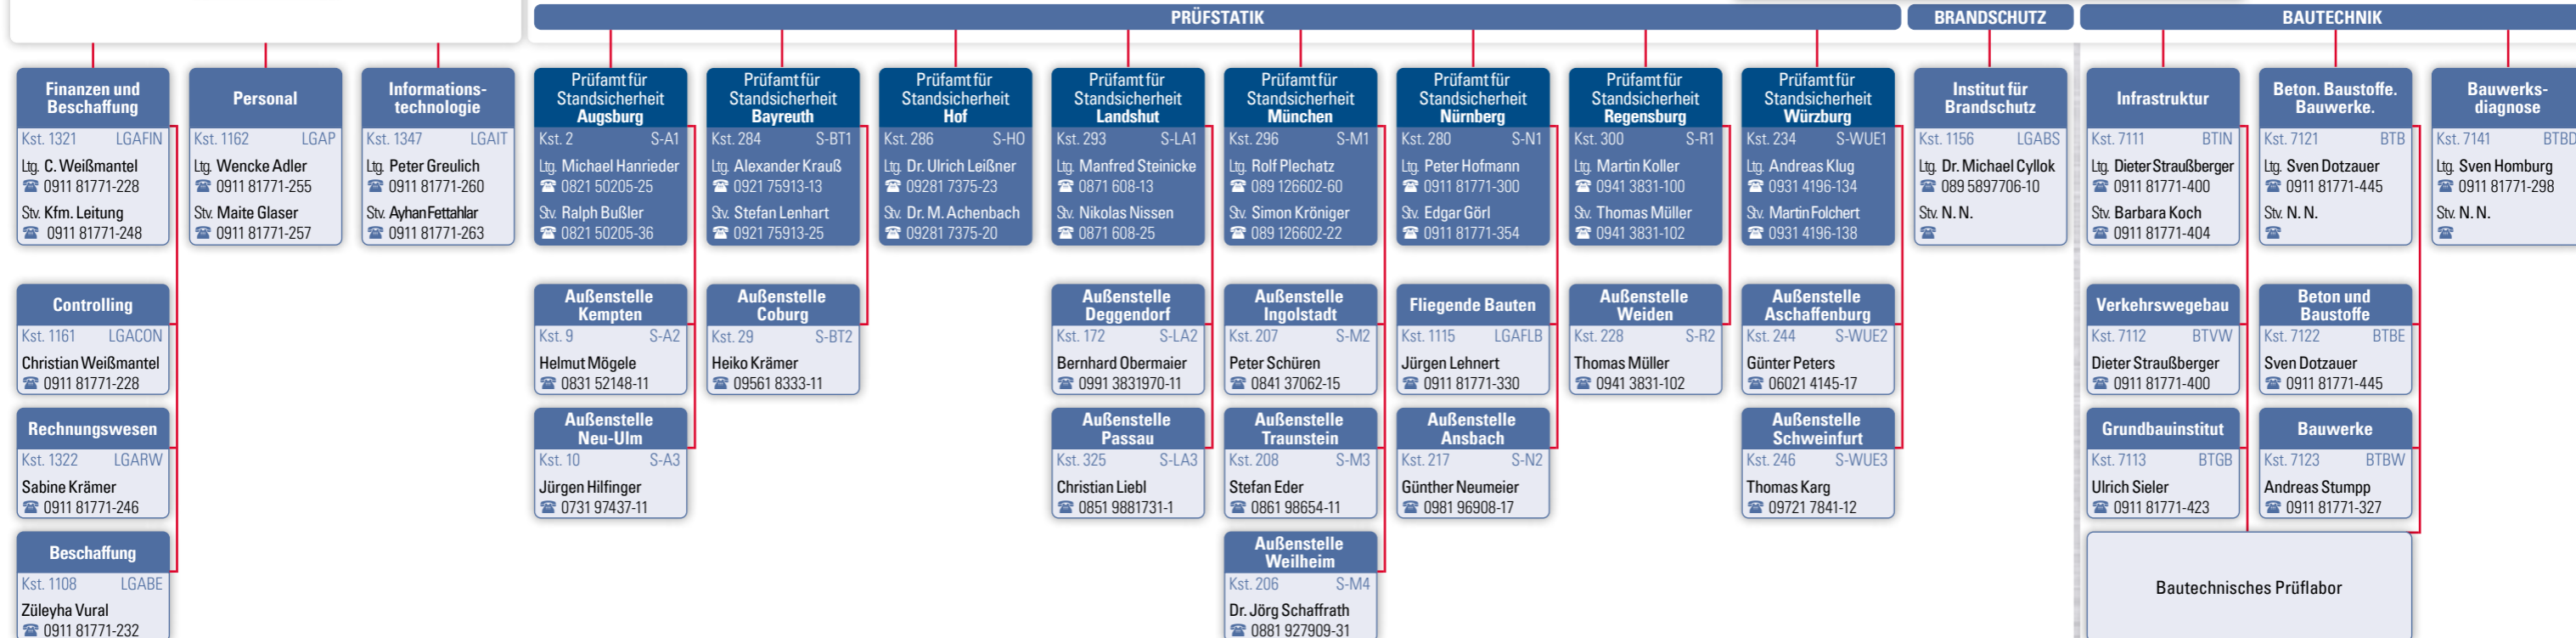 PRÜFSTATIK
BRANDSCHUTZ
BAUTECHNIK
Finanzen und
Beschaffung
Kst. 1321 LGAFIN
Ltg. C. Weißmantel
☎ 0911 81771-228
Stv. Kfm. Leitung
☎ 0911 81771-248
Controlling
Kst. 1161 LGACON
Christian Weißmantel
☎ 0911 81771-228
Rechnungswesen
Kst. 1322 LGARW
Sabine Krämer
☎ 0911 81771-246
Beschaffung
Kst. 1108 LGABE
Züleyha Vural
☎ 0911 81771-232
Personal
Kst. 1162 LGAP
Ltg. Wencke Adler
☎ 0911 81771-255
Stv. Maite Glaser
☎ 0911 81771-257
Informations-
technologie
Kst. 1347 LGAIT
Ltg. Peter Greulich
☎ 0911 81771-260
Stv. Ayhan Fettahlar
☎ 0911 81771-263
Prüfamt für
Standsicherheit
Augsburg
Kst. 2 S-A1
Ltg. Michael Hanrieder
☎ 0821 50205-25
Stv. Ralph Bußler
☎ 0821 50205-36
Außenstelle
Kempten
Kst. 9 S-A2
Helmut Mögele
☎ 0831 52148-11
Außenstelle
Neu-Ulm
Kst. 10 S-A3
Jürgen Hilfinger
☎ 0731 97437-11
Prüfamt für
Standsicherheit
Bayreuth
Kst. 284 S-BT1
Ltg. Alexander Krauß
☎ 0921 75913-13
Stv. Stefan Lenhart
☎ 0921 75913-25
Außenstelle
Coburg
Kst. 29 S-BT2
Heiko Krämer
☎ 09561 8333-11
Prüfamt für
Standsicherheit
Hof
Kst. 286 S-HO
Ltg. Dr. Ulrich Leißner
☎ 09281 7375-23
Stv. Dr. M. Achenbach
☎ 09281 7375-20
Prüfamt für
Standsicherheit
Landshut
Kst. 293 S-LA1
Ltg. Manfred Steinicke
☎ 0871 608-13
Stv. Nikolas Nissen
☎ 0871 608-25
Außenstelle
Deggendorf
Kst. 172 S-LA2
Bernhard Obermaier
☎ 0991 3831970-11
Außenstelle
Passau
Kst. 325 S-LA3
Christian Liebl
☎ 0851 9881731-1
Prüfamt für
Standsicherheit
München
Kst. 296 S-M1
Ltg. Rolf Plechatz
☎ 089 126602-60
Stv. Simon Kröniger
☎ 089 126602-22
Außenstelle
Ingolstadt
Kst. 207 S-M2
Peter Schüren
☎ 0841 37062-15
Außenstelle
Traunstein
Kst. 208 S-M3
Stefan Eder
☎ 0861 98654-11
Außenstelle
Weilheim
Kst. 206 S-M4
Dr. Jörg Schaffrath
☎ 0881 927909-31
Prüfamt für
Standsicherheit
Nürnberg
Kst. 280 S-N1
Ltg. Peter Hofmann
☎ 0911 81771-300
Stv. Edgar Görl
☎ 0911 81771-354
Fliegende Bauten
Kst. 1115 LGAFLB
Jürgen Lehnert
☎ 0911 81771-330
Außenstelle
Ansbach
Kst. 217 S-N2
Günther Neumeier
☎ 0981 96908-17
Prüfamt für
Standsicherheit
Regensburg
Kst. 300 S-R1
Ltg. Martin Koller
☎ 0941 3831-100
Stv. Thomas Müller
☎ 0941 3831-102
Außenstelle
Weiden
Kst. 228 S-R2
Thomas Müller
☎ 0941 3831-102
Prüfamt für
Standsicherheit
Würzburg
Kst. 234 S-WUE1
Ltg. Andreas Klug
☎ 0931 4196-134
Stv. Martin Folchert
☎ 0931 4196-138
Außenstelle
Aschaffenburg
Kst. 244 S-WUE2
Günter Peters
☎ 06021 4145-17
Außenstelle
Schweinfurt
Kst. 246 S-WUE3
Thomas Karg
☎ 09721 7841-12
Institut für
Brandschutz
Kst. 1156 LGABS
Ltg. Dr. Michael Cyllok
☎ 089 5897706-10
Stv. N. N.
☎
Infrastruktur
Kst. 7111 BTIN
Ltg. Dieter Straußberger
☎ 0911 81771-400
Stv. Barbara Koch
☎ 0911 81771-404
Verkehrswegebau
Kst. 7112 BTVW
Dieter Straußberger
☎ 0911 81771-400
Grundbauinstitut
Kst. 7113 BTGB
Ulrich Sieler
☎ 0911 81771-423
Beton. Baustoffe.
Bauwerke.
Kst. 7121 BTB
Ltg. Sven Dotzauer
☎ 0911 81771-445
Stv. N. N.
☎
Beton und
Baustoffe
Kst. 7122 BTBE
Sven Dotzauer
☎ 0911 81771-445
Bauwerke
Kst. 7123 BTBW
Andreas Stumpp
☎ 0911 81771-327
Bautechnisches Prüflabor
Bauwerks-
diagnose
Kst. 7141 BTBD
Ltg. Sven Homburg
☎ 0911 81771-298
Stv. N. N.
☎